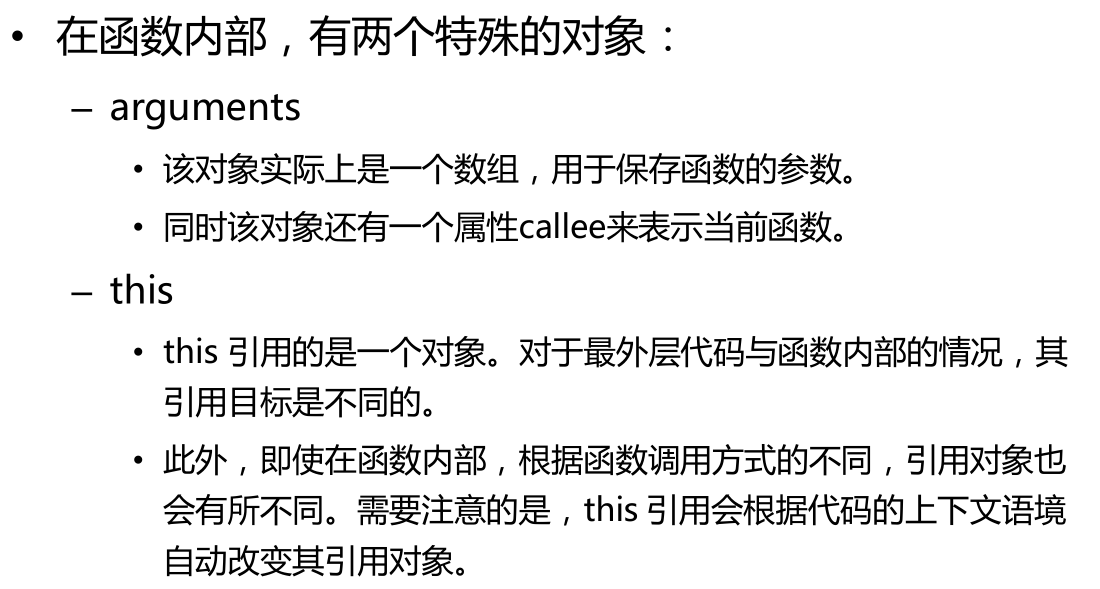 • 在函数内部，有两个特殊的对象：
– arguments
• 该对象实际上是一个数组，用于保存函数的参数。
• 同时该对象还有一个属性callee来表示当前函数。
– this
• this 引用的是一个对象。对于最外层代码与函数内部的情况，其
引用目标是不同的。
• 此外，即使在函数内部，根据函数调用方式的不同，引用对象也
会有所不同。需要注意的是，this 引用会根据代码的上下文语境
自动改变其引用对象。